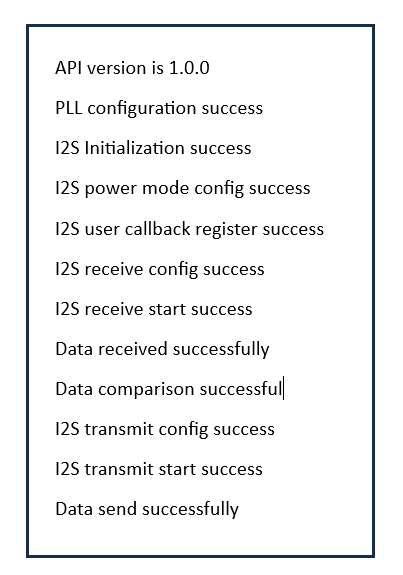 API version is 1.0.0
PLL configuration success
I2S Initialization success
I2S power mode config success
I2S user callback register success
I2S receive config success
I2S receive start success
Data received successfully
Data comparison successful
I2S transmit config success
I2S transmit start success
Data send successfully